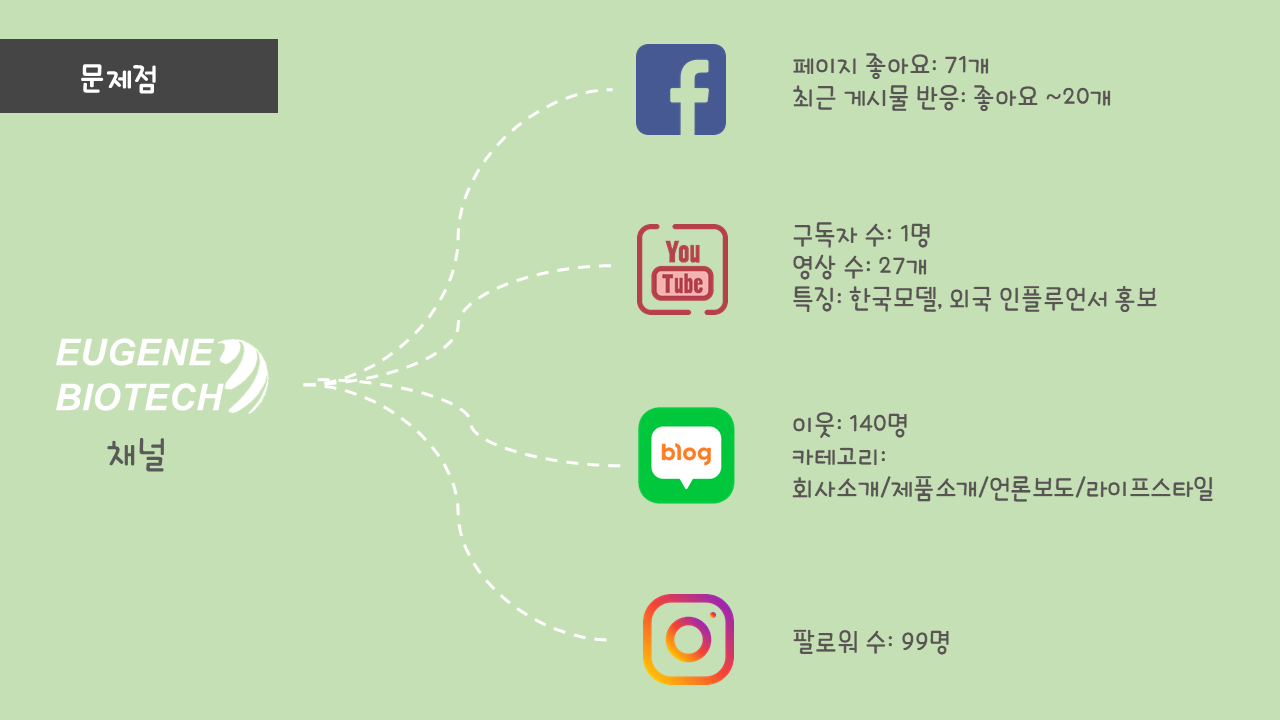 문제점
EUGENE
BIOTECH
채널
f
페이지 좋아요: 71개
최근 게시물 반응: 좋아요 ~20개
You
Tube
구독자 수: 1명
영상 수: 27개
특징: 한국모델, 외국 인플루언서 홍보
blog
이웃: 140명
카테고리:
회사소개/제품소개/언론보도/라이프스타일
팔로워 수: 99명